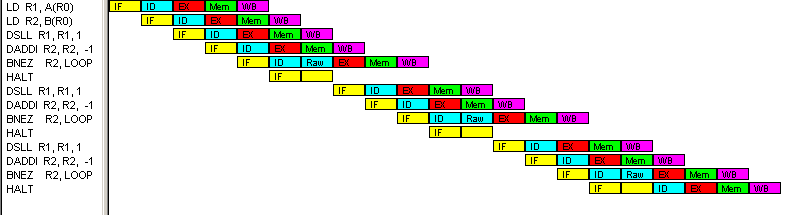 LD R1, A(R0) IF ID EX Mem WB
LD R2, B(R0) IF ID EX Mem WB
DSLL R1, R1, 1 IF ID EX Mem WB
DADDI R2, R2, -1 IF ID EX Mem WB
BNEZ R2, LOOP IF ID Raw EX Mem WB
HALT IF
DSLL R1, R1, 1 IF ID EX Mem WB
DADDI R2, R2, -1 IF ID EX Mem WB
BNEZ R2, LOOP IF ID Raw EX Mem WB
HALT IF
DSLL R1, R1, 1 IF ID EX Mem WB
DADDI R2, R2, -1 IF ID EX Mem WB
BNEZ R2, LOOP IF ID Raw EX Mem WB
HALT IF ID EX Mem WB